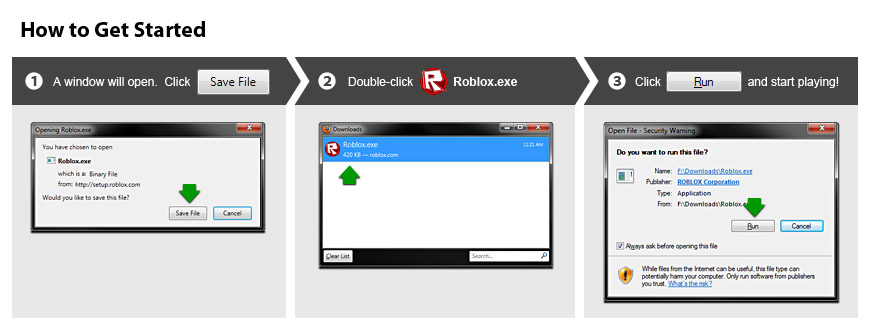 How to Get Started
1 A window will open. Click Save File
2 Double-click Roblox.exe
3 Click Run and start playing!
Opening Roblox.exe
You have chosen to open
Roblox.exe
which is a: Binary File
from: http://setup.roblox.com
Would you like to save this file?
Save File Cancel
Downloads
Roblox.exe 11:21 AM
420 KB — roblox.com
Clear List Search...
Open File - Security Warning
Do you want to run this file?
Name: F:\Downloads\Roblox.exe
Publisher: ROBLOX Corporation
Type: Application
From: F:\Downloads\Roblox.exe
Run Cancel
Always ask before opening this file
While files from the Internet can be useful, this file type can
potentially harm your computer. Only run software from publishers
you trust. What's the risk?